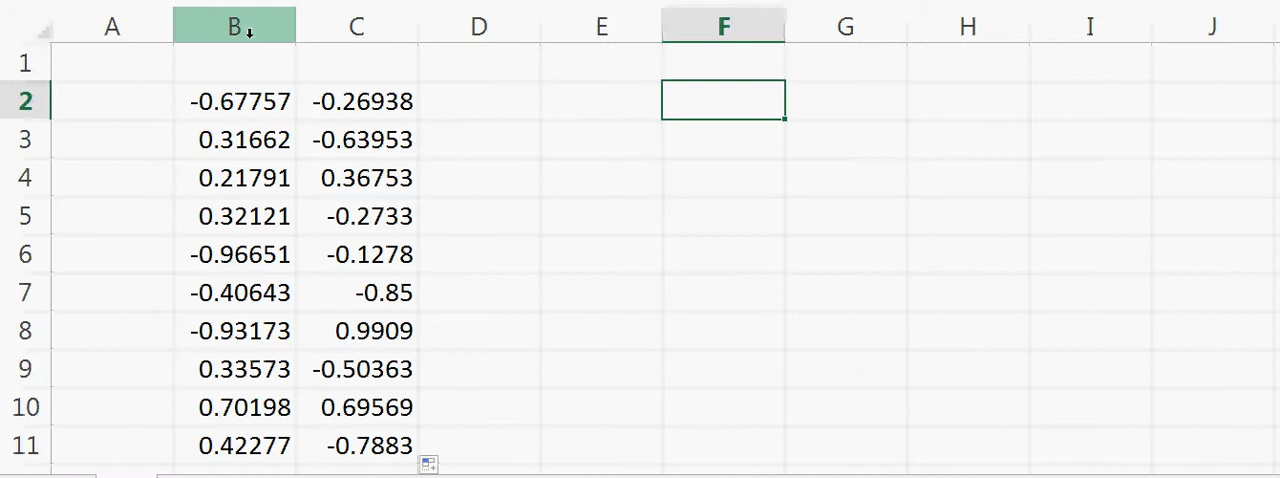 A B C D E F G H I J
1
2 -0.67757 -0.26938
3 0.31662 -0.63953
4 0.21791 0.36753
5 0.32121 -0.2733
6 -0.96651 -0.1278
7 -0.40643 -0.85
8 -0.93173 0.9909
9 0.33573 -0.50363
10 0.70198 0.69569
11 0.42277 -0.7883